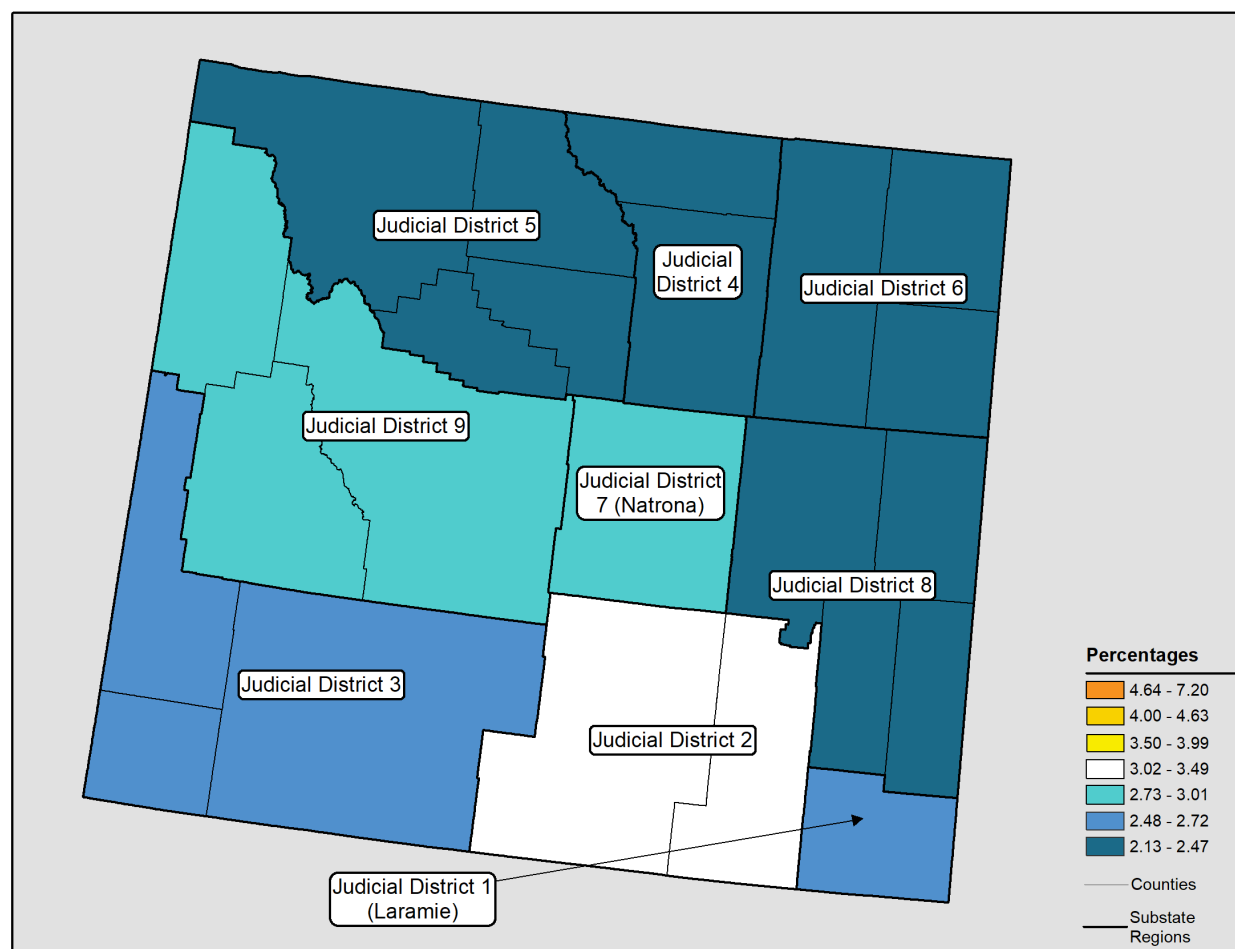 Judicial District 5
Judicial
District 4
Judicial District 6
Judicial District 9
Judicial District
7 (Natrona)
Judicial District 8
Judicial District 3
Judicial District 2
Judicial District 1
(Laramie)
Percentages
4.64 - 7.20
4.00 - 4.63
3.50 - 3.99
3.02 - 3.49
2.73 - 3.01
2.48 - 2.72
2.13 - 2.47
Counties
Substate
Regions